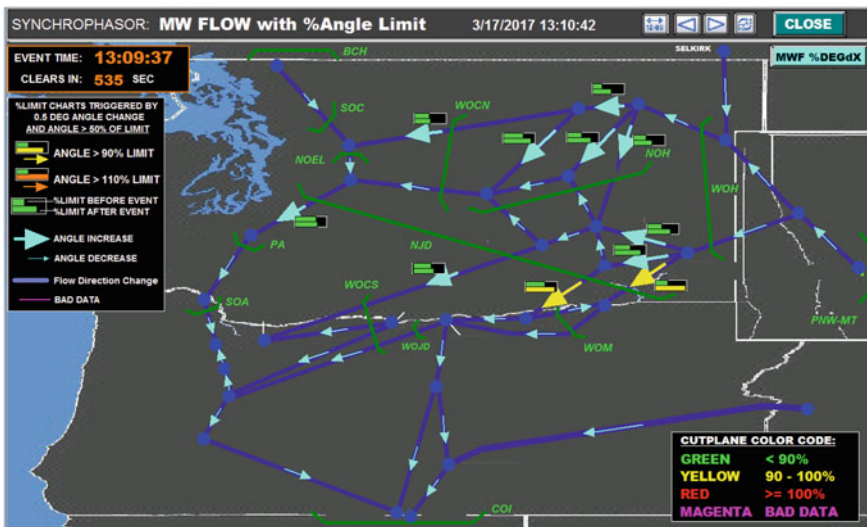 SYNCHROPHASOR: MW FLOW with %Angle Limit 3/17/2017 13:10:42 12-60 CLOSE
EVENT TIME: 13:09:37
CLEARS IN: 535 SEC
BCH
SELKIRK
MWF %DEGdX
%LIMIT CHARTS TRIGGERED BY
0.5 DEG ANGLE CHANGE
AND ANGLE > 50% OF LIMIT
ANGLE > 90% LIMIT
ANGLE > 110% LIMIT
%LIMIT BEFORE EVENT
%LIMIT AFTER EVENT
ANGLE INCREASE
ANGLE DECREASE
Flow Direction Change
BAD DATA
SOC
WOCN
NOEL
NOH
WOH
PA
NJD
SOA
WOCS
WOJD
WOM
PNW-MT
COI
CUTPLANE COLOR CODE:
GREEN < 90%
YELLOW 90 - 100%
RED >= 100%
MAGENTA BAD DATA